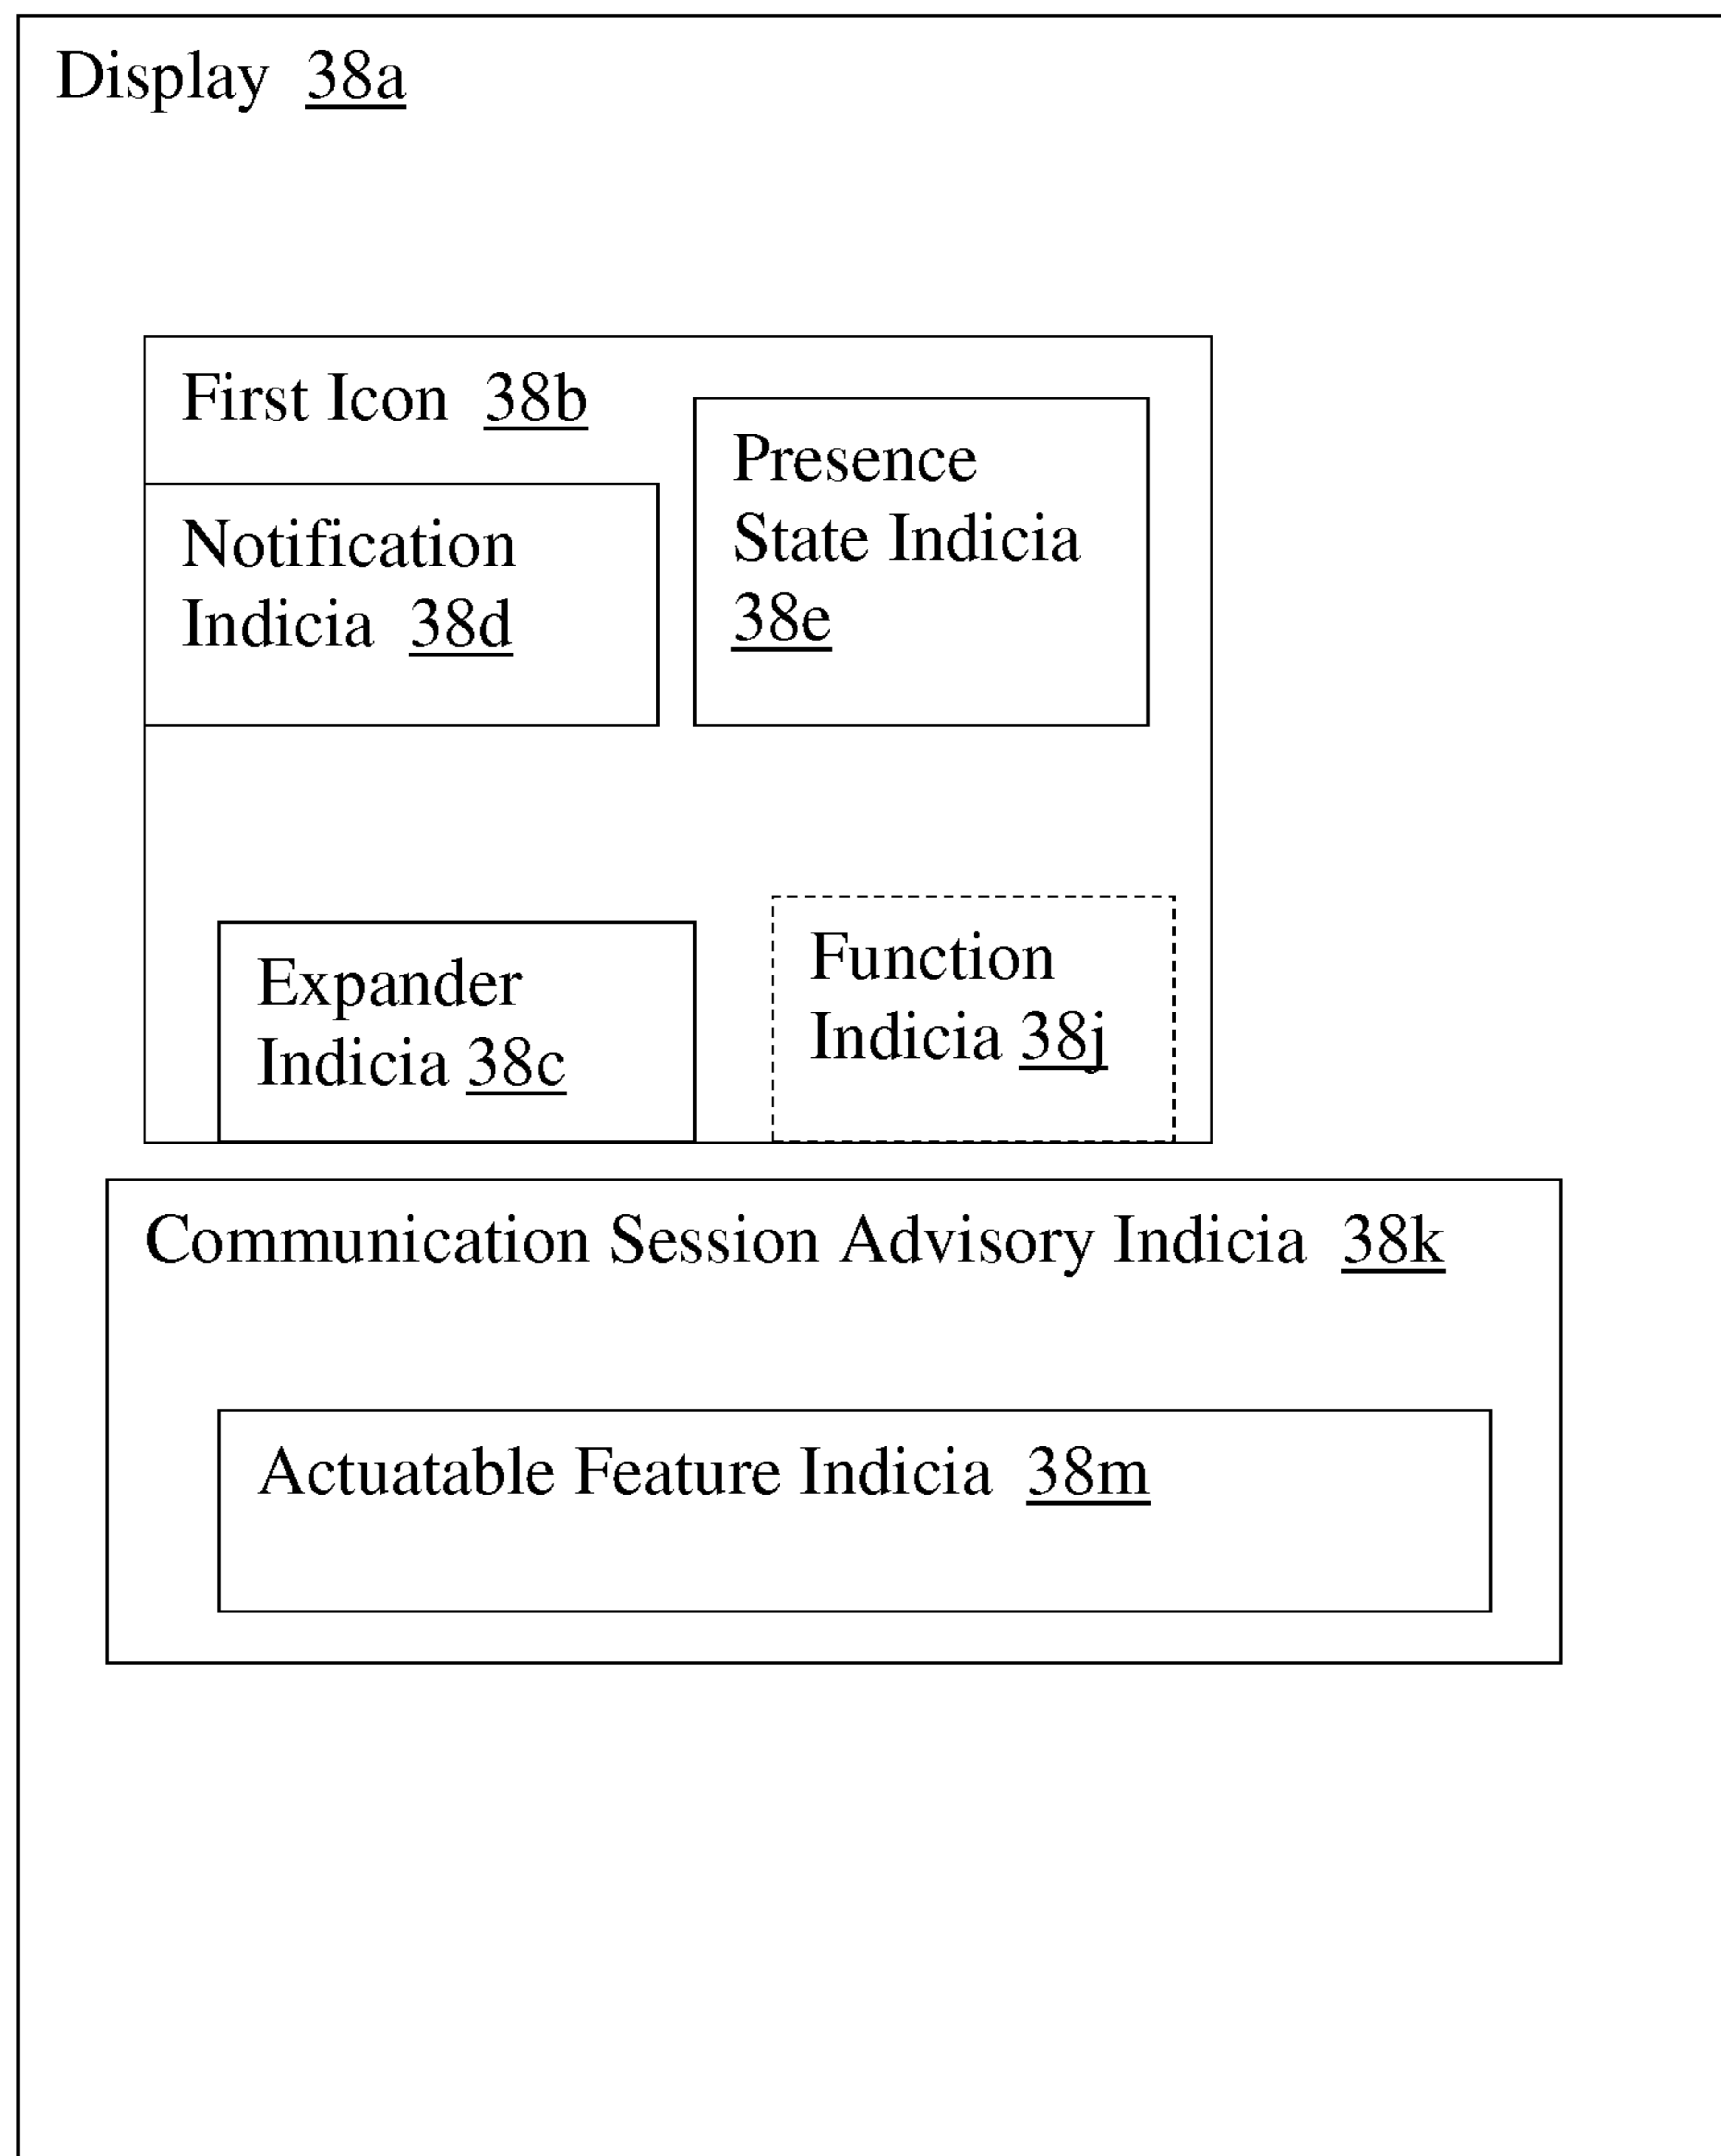 Display 38a
First Icon 38b
Notification
Indicia 38d
Presence
State Indicia
38e
Expander
Indicia 38c
Function
Indicia 38j
Communication Session Advisory Indicia 38k
Actuatable Feature Indicia 38m